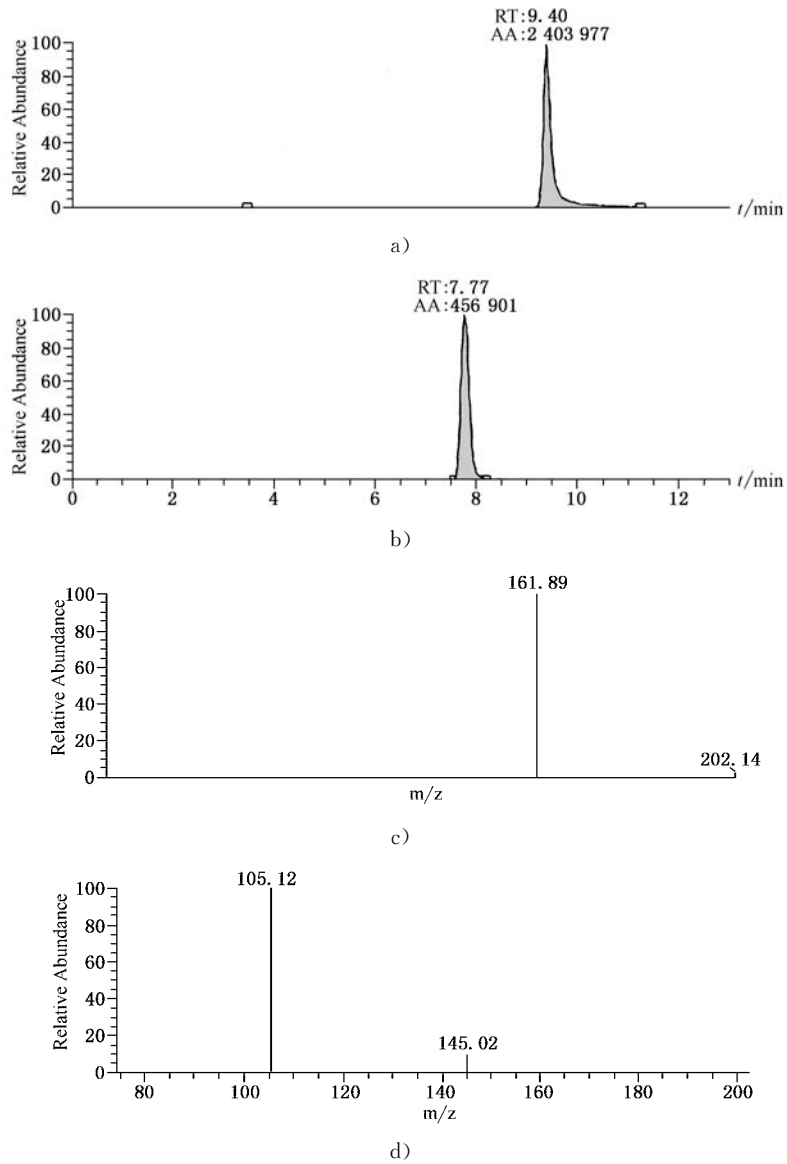 RT:9.40
AA:2 403 977
Relative Abundance
100
80
60
40
20
0
t/min
a)
RT:7.77
AA:456 901
Relative Abundance
100
80
60
40
20
0
0 2 4 6 8 10 12
t/min
b)
161.89
Relative Abundance
100
80
60
40
20
0
202.14
m/z
c)
105.12
Relative Abundance
100
80
60
40
20
0
145.02
80 100 120 140 160 180 200
m/z
d)